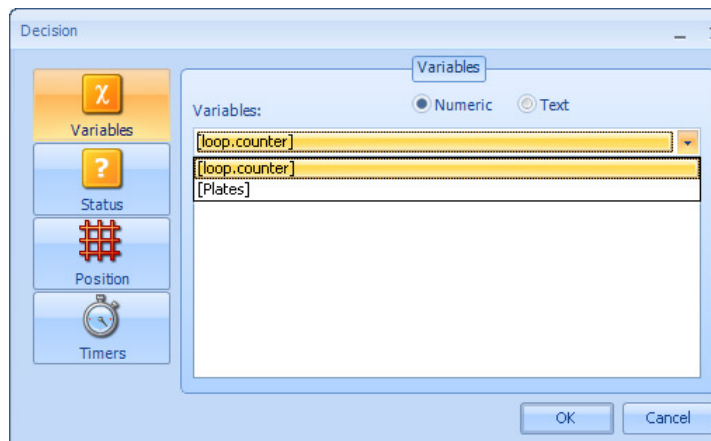 Decision
Variables
Status
Position
Timers
Variables
Variables:
Numeric
Text
[loop.counter]
[loop.counter]
[Plates]
OK
Cancel